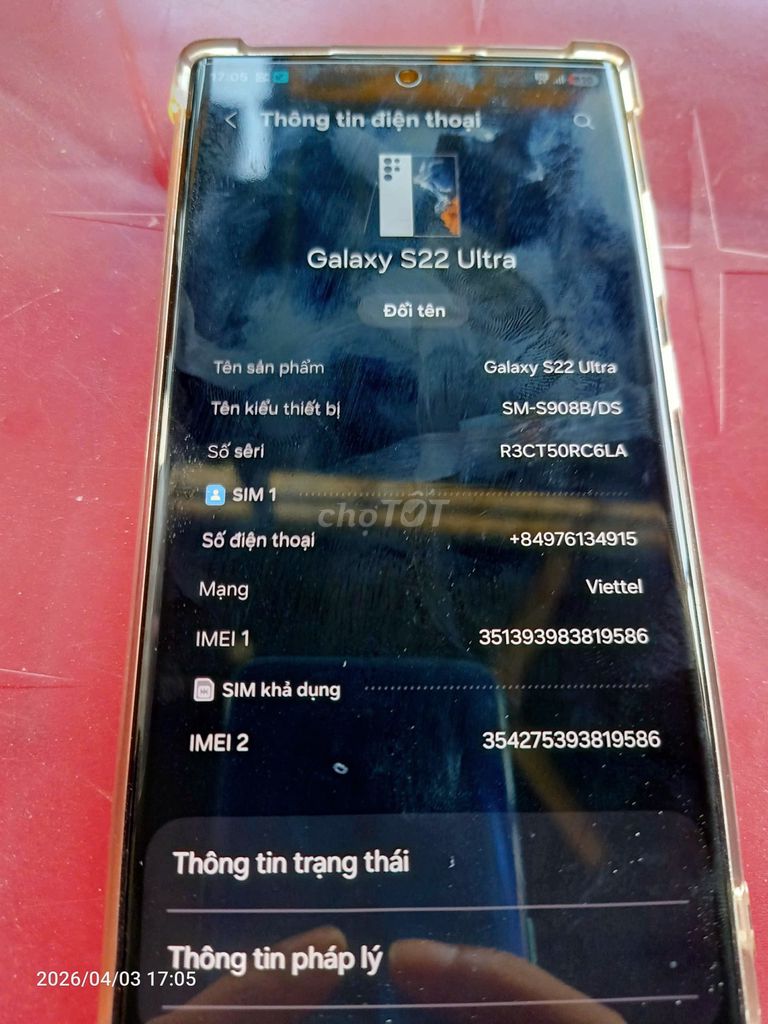 17:05
Thông tin điện thoại
Galaxy S22 Ultra
Đổi tên
Tên sản phẩm Galaxy S22 Ultra
Tên kiểu thiết bị SM-S908B/DS
Số sêri R3CT50RC6LA
SIM 1
chợTỐT
Số điện thoại +84976134915
Mạng Viettel
IMEI 1 351393983819586
SIM khả dụng
IMEI 2 354275393819586
Thông tin trạng thái
Thông tin pháp lý
2026/04/03 17:05